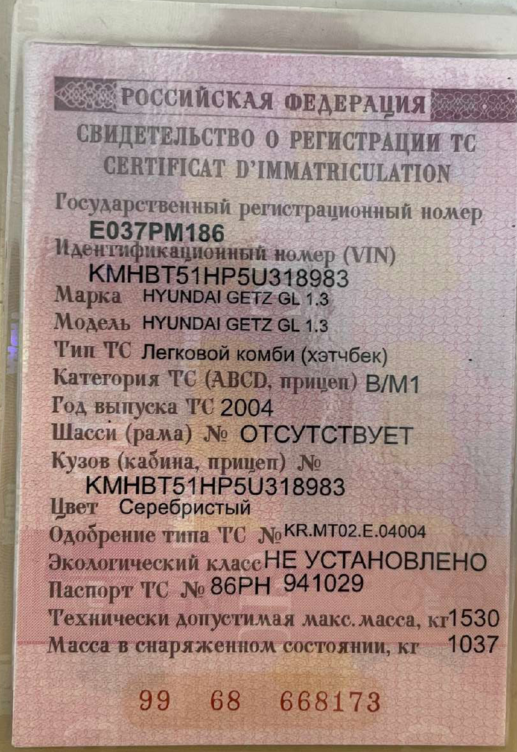 РОССИЙСКАЯ ФЕДЕРАЦИЯ
СВИДЕТЕЛЬСТВО О РЕГИСТРАЦИИ ТС
CERTIFICAT D'IMMATRICULATION
Государственный регистрационный номер
Е037РМ186
Идентификационный номер (VIN)
KMHBT51HP5U318983
Марка HYUNDAI GETZ GL 1.3
Модель HYUNDAI GETZ GL 1.3
Тип ТС Легковой комби (хэтчбек)
Категория ТС (ABCD, прицеп) B/M1
Год выпуска ТС 2004
Шасси (рама) № ОТСУТСТВУЕТ
Кузов (кабина, прицеп) №
KMHBT51HP5U318983
Цвет Серебристый
Одобрение типа ТС № KR.MT02.E.04004
Экологический класс НЕ УСТАНОВЛЕНО
Паспорт ТС № 86РН 941029
Технически допустимая макс. масса, кг 1530
Масса в снаряженном состоянии, кг 1037
99 68 668173